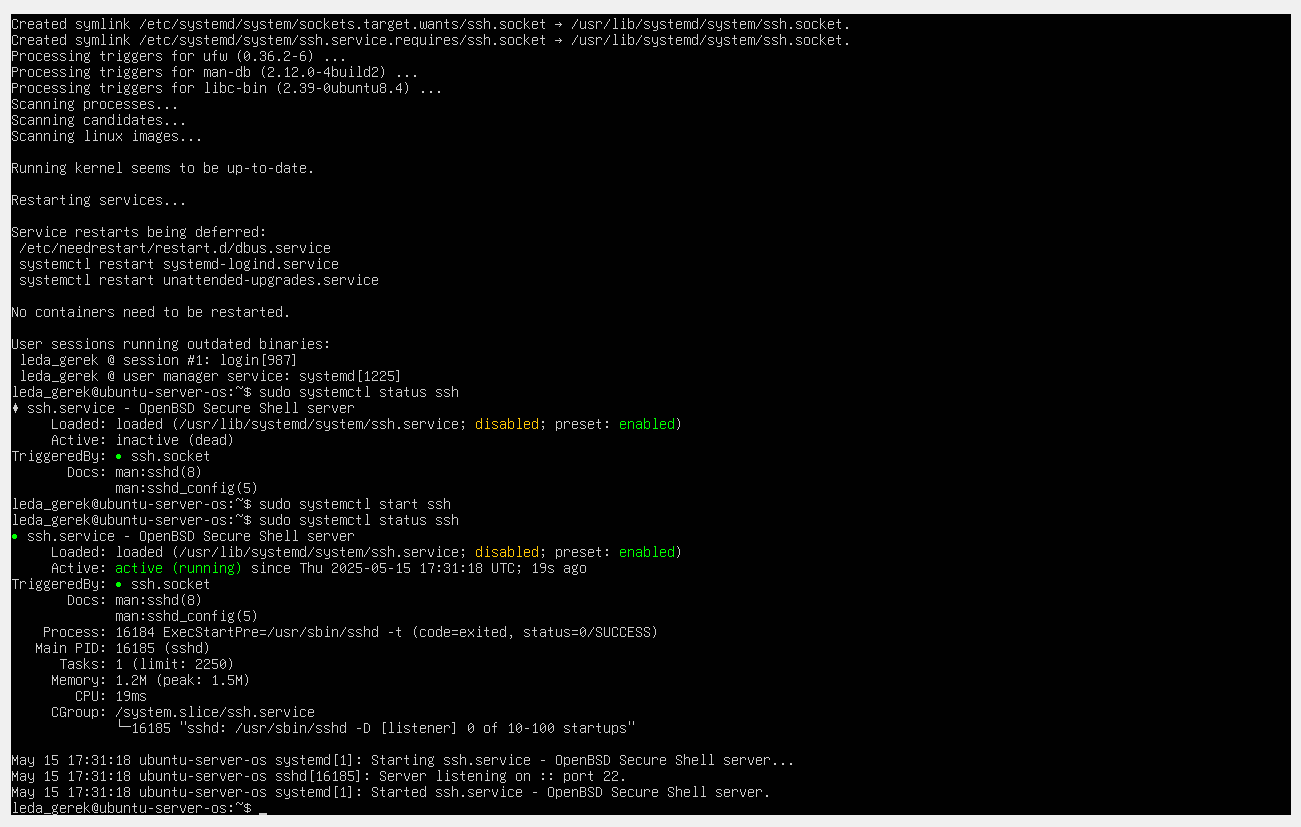 Created symlink /etc/systemd/system/sockets.target.wants/ssh.socket → /usr/lib/systemd/system/ssh.socket.
Created symlink /etc/systemd/system/ssh.service.requires/ssh.socket → /usr/lib/systemd/system/ssh.socket.
Processing triggers for ufw (0.36.2-6) ...
Processing triggers for man-db (2.12.0-4build2) ...
Processing triggers for libc-bin (2.39-0ubuntu8.4) ...
Scanning processes...
Scanning candidates...
Scanning linux images...

Running kernel seems to be up-to-date.

Restarting services...

Service restarts being deferred:
 /etc/needrestart/restart.d/dbus.service
 systemctl restart systemd-logind.service
 systemctl restart unattended-upgrades.service

No containers need to be restarted.

User sessions running outdated binaries:
 leda_gerek @ session #1: login[987]
 leda_gerek @ user manager service: systemd[1225]
leda_gerek@ubuntu-server-os:~$ sudo systemctl status ssh
♦ ssh.service - OpenBSD Secure Shell server
     Loaded: loaded (/usr/lib/systemd/system/ssh.service; disabled; preset: enabled)
     Active: inactive (dead)
TriggeredBy: • ssh.socket
       Docs: man:sshd(8)
             man:sshd_config(5)
leda_gerek@ubuntu-server-os:~$ sudo systemctl start ssh
leda_gerek@ubuntu-server-os:~$ sudo systemctl status ssh
• ssh.service - OpenBSD Secure Shell server
     Loaded: loaded (/usr/lib/systemd/system/ssh.service; disabled; preset: enabled)
     Active: active (running) since Thu 2025-05-15 17:31:18 UTC; 19s ago
TriggeredBy: • ssh.socket
       Docs: man:sshd(8)
             man:sshd_config(5)
    Process: 16184 ExecStartPre=/usr/sbin/sshd -t (code=exited, status=0/SUCCESS)
   Main PID: 16185 (sshd)
      Tasks: 1 (limit: 2250)
     Memory: 1.2M (peak: 1.5M)
        CPU: 19ms
     CGroup: /system.slice/ssh.service
             └─16185 "sshd: /usr/sbin/sshd -D [listener] 0 of 10-100 startups"

May 15 17:31:18 ubuntu-server-os systemd[1]: Starting ssh.service - OpenBSD Secure Shell server...
May 15 17:31:18 ubuntu-server-os sshd[16185]: Server listening on :: port 22.
May 15 17:31:18 ubuntu-server-os systemd[1]: Started ssh.service - OpenBSD Secure Shell server.
leda_gerek@ubuntu-server-os:~$ _